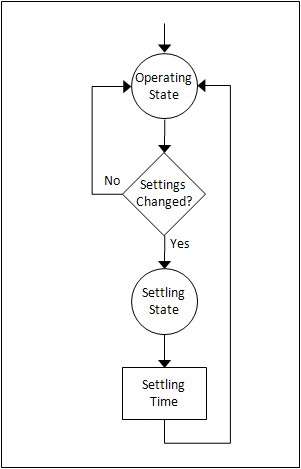 Operating
State
No
Settings
Changed?
Yes
Settling
State
Settling
Time